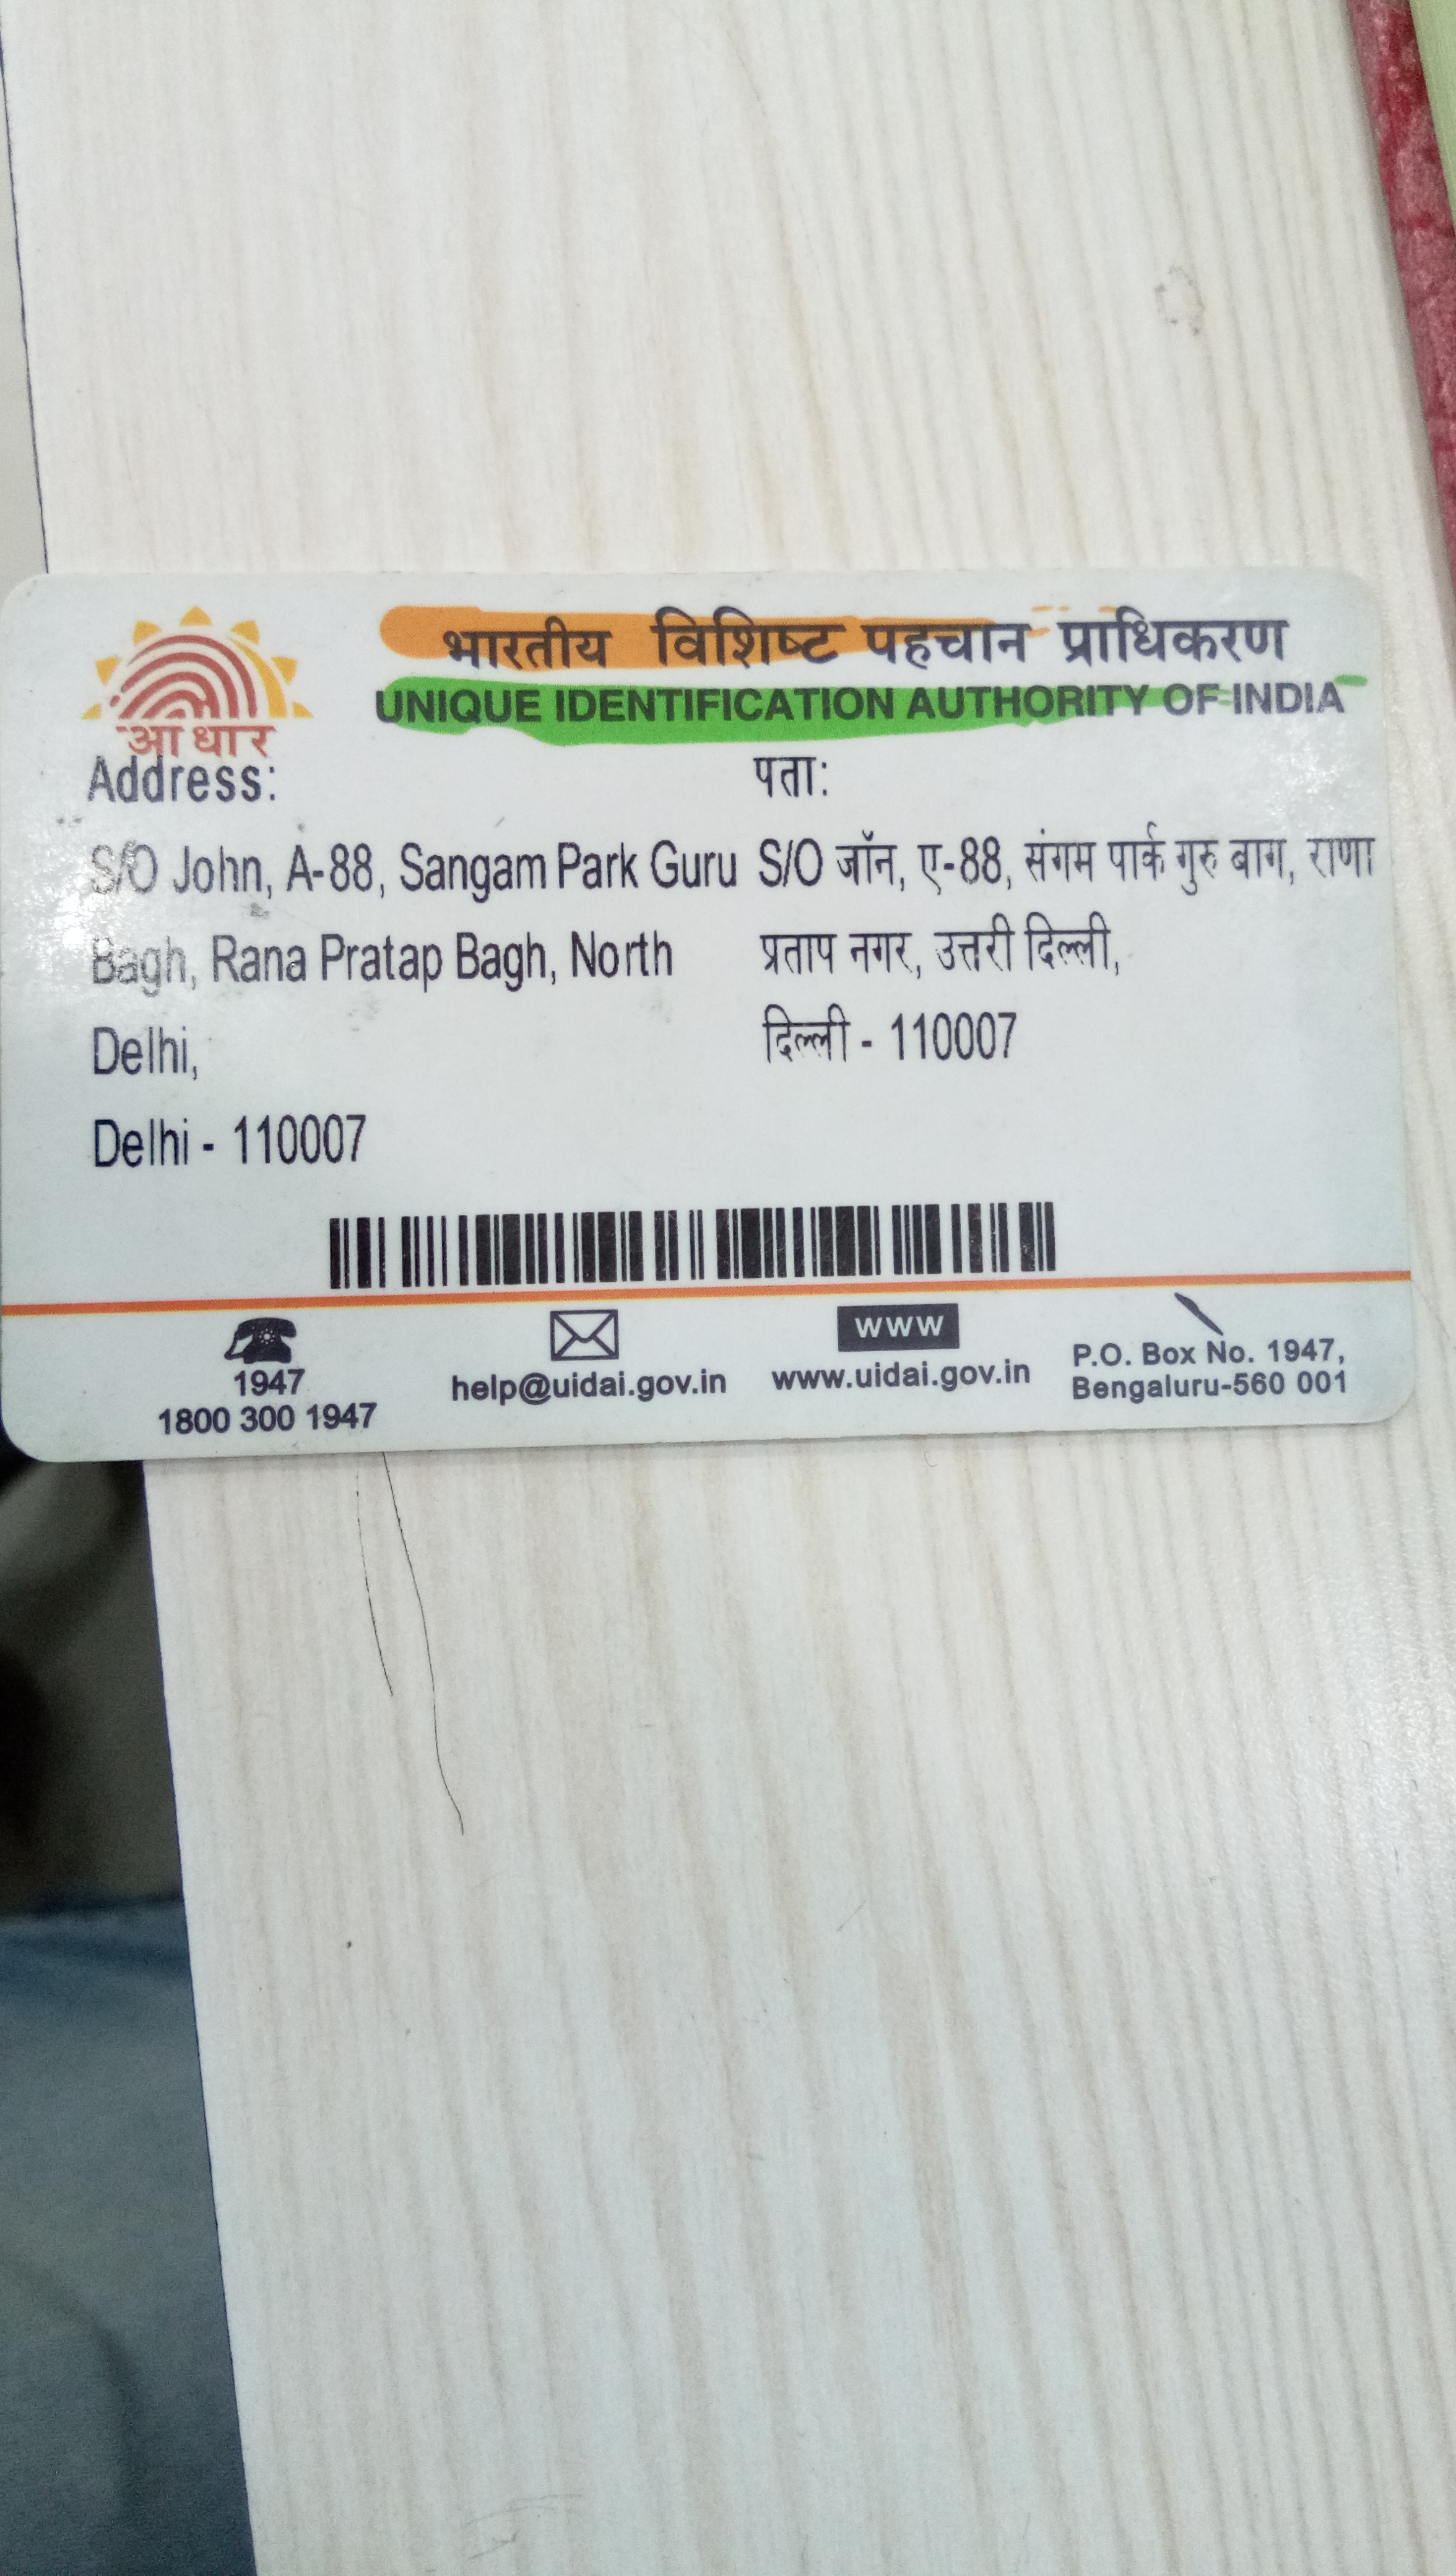 भारतीय विशिष्ट पहचान प्राधिकरण
UNIQUE IDENTIFICATION AUTHORITY OF INDIA
आधार
Address:
S/O John, A-88, Sangam Park Guru
Bagh, Rana Pratap Bagh, North
Delhi,
Delhi - 110007
पता:
S/O जॉन, ए-88, संगम पार्क गुरु बाग, राणा
प्रताप नगर, उत्तरी दिल्ली,
दिल्ली - 110007
1947
1800 300 1947
help@uidai.gov.in
WWW
www.uidai.gov.in
P.O. Box No. 1947,
Bengaluru-560 001